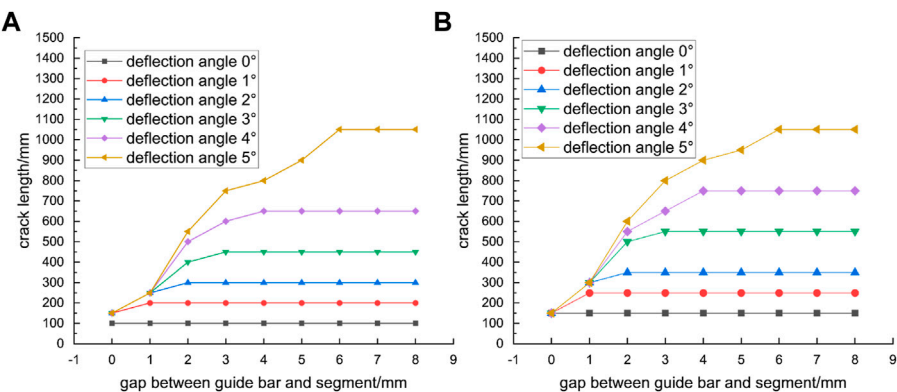 A
1500
1400
1300
1200
1100
1000
900
800
700
600
500
400
300
200
100
0
crack length/mm
deflection angle 0°
deflection angle 1°
deflection angle 2°
deflection angle 3°
deflection angle 4°
deflection angle 5°
-1 0 1 2 3 4 5 6 7 8 9
gap between guide bar and segment/mm
B
1500
1400
1300
1200
1100
1000
900
800
700
600
500
400
300
200
100
0
crack length/mm
deflection angle 0°
deflection angle 1°
deflection angle 2°
deflection angle 3°
deflection angle 4°
deflection angle 5°
-1 0 1 2 3 4 5 6 7 8 9
gap between guide bar and segment/mm